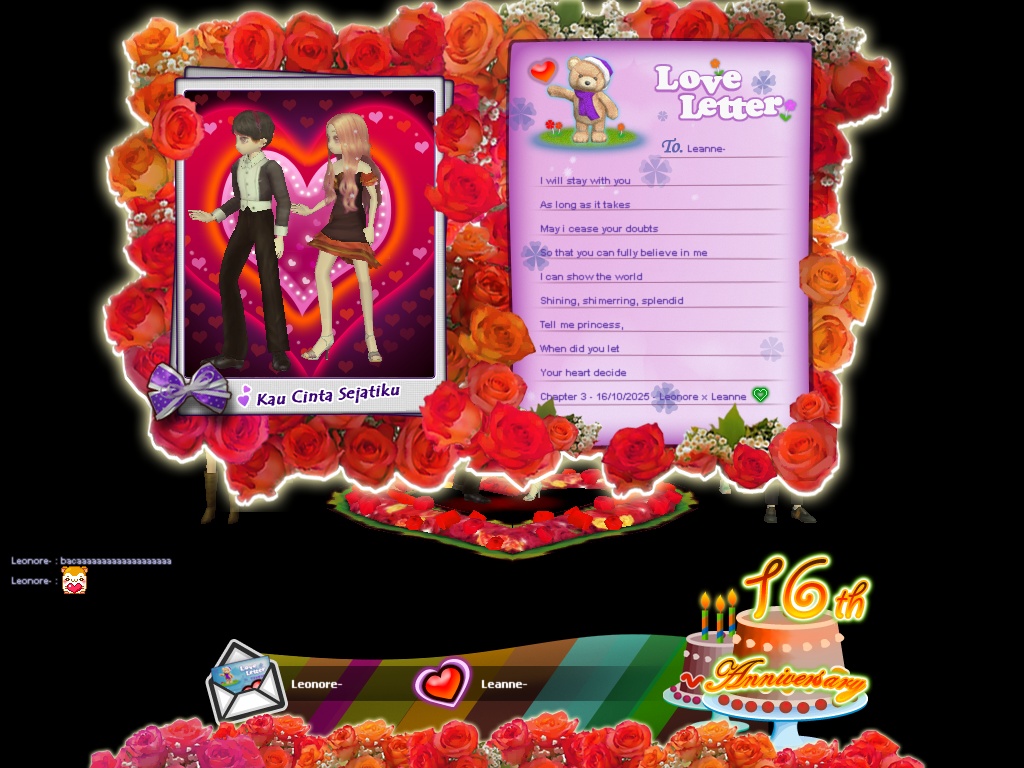 Love
Letter
To. Leanne-
I will stay with you
As long as it takes
May i cease your doubts
So that you can fully believe in me
I can show the world
Shining, shimerring, splendid
Tell me princess,
When did you let
Your heart decide
Chapter 3 - 16/10/2025 - Leonore x Leanne
Kau Cinta Sejatiku
Leonore- : bacaaaaaaaaaaaaaaaaaaaa
Leonore- :
16th
Anniversary
Leonore-
Leanne-